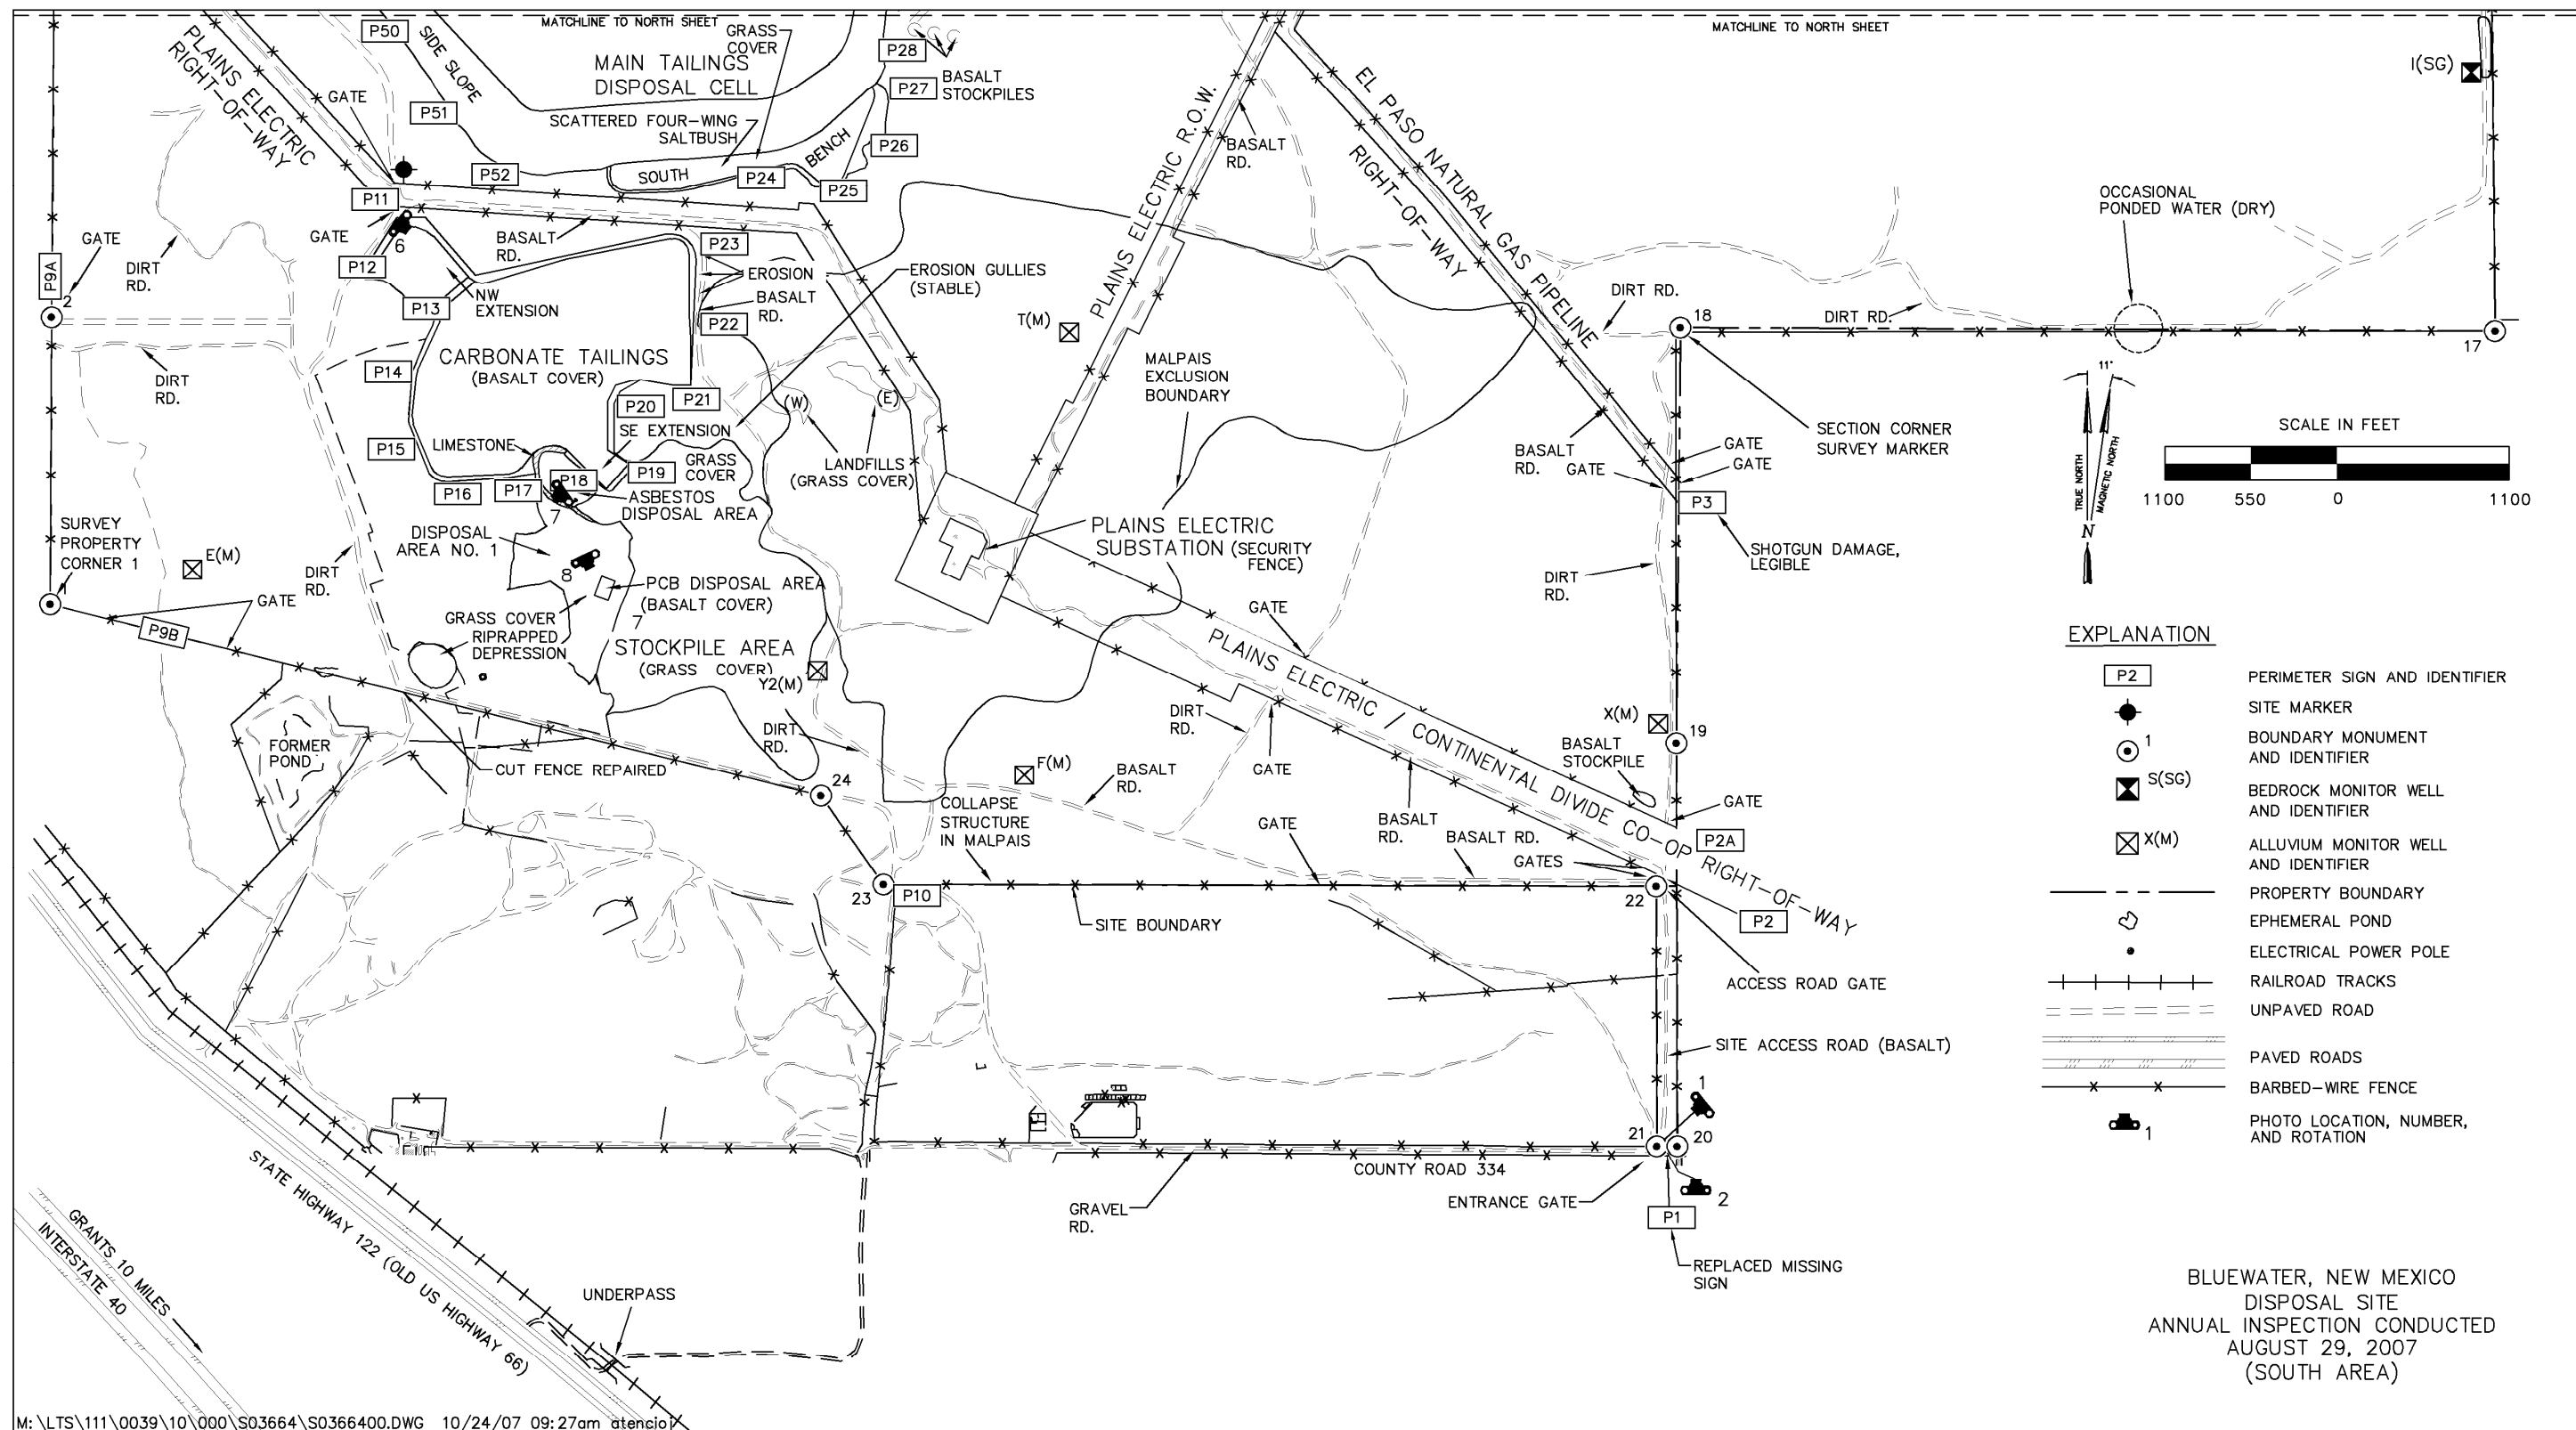 MATCHLINE TO NORTH SHEET
MATCHLINE TO NORTH SHEET
P50
SIDE SLOPE
PLAINS ELECTRIC
RIGHT-OF-WAY
GRASS
COVER
MAIN TAILINGS
DISPOSAL CELL
P28
P27
BASALT
STOCKPILES
GATE
P51
SCATTERED FOUR-WING
SALTBUSH
BENCH
P26
P52
SOUTH
P24
P25
PLAINS ELECTRIC R.O.W.
BASALT
RD.
EL PASO NATURAL GAS PIPELINE
RIGHT-OF-WAY
I(SG)
OCCASIONAL
PONDED WATER (DRY)
P11
GATE
6
GATE
P9A
2
DIRT
RD.
P12
BASALT
RD.
P23
EROSION
EROSION GULLIES
(STABLE)
NW
EXTENSION
P13
BASALT
RD.
P22
T(M)
DIRT RD.
18
DIRT RD.
17
CARBONATE TAILINGS
(BASALT COVER)
P14
DIRT
RD.
MALPAIS
EXCLUSION
BOUNDARY
11°
TRUE NORTH
MAGNETIC NORTH
N
SCALE IN FEET
1100 550 0 1100
P20
P21
(W)
(E)
SE EXTENSION
P15
LIMESTONE
GRASS
COVER
P19
LANDFILLS
(GRASS COVER)
BASALT
RD.
GATE
GATE
GATE
SECTION CORNER
SURVEY MARKER
P16
P17
P18
7
ASBESTOS
DISPOSAL AREA
P3
SHOTGUN DAMAGE,
LEGIBLE
SURVEY
PROPERTY
CORNER 1
1
E(M)
DISPOSAL
AREA NO. 1
8
PLAINS ELECTRIC
SUBSTATION (SECURITY
FENCE)
DIRT
RD.
DIRT
RD.
GATE
P9B
PCB DISPOSAL AREA
(BASALT COVER)
7
GRASS COVER
RIPRAPPED
DEPRESSION
STOCKPILE AREA
(GRASS COVER)
Y2(M)
GATE
PLAINS ELECTRIC / CONTINENTAL DIVIDE CO-OP RIGHT-OF-WAY
DIRT
RD.
DIRT
RD.
FORMER
POND
CUT FENCE REPAIRED
24
F(M)
BASALT
RD.
GATE
X(M)
19
BASALT
STOCKPILE
GATE
COLLAPSE
STRUCTURE
IN MALPAIS
GATE
BASALT
RD.
BASALT RD.
P2A
GATES
23
P10
22
P2
SITE BOUNDARY
ACCESS ROAD GATE
SITE ACCESS ROAD (BASALT)
1
21
20
COUNTY ROAD 334
ENTRANCE GATE
2
P1
GRAVEL
RD.
REPLACED MISSING
SIGN
STATE HIGHWAY 122 (OLD US HIGHWAY 66)
GRANTS 10 MILES
INTERSTATE 40
UNDERPASS
EXPLANATION
P2 PERIMETER SIGN AND IDENTIFIER
SITE MARKER
1 BOUNDARY MONUMENT
AND IDENTIFIER
S(SG) BEDROCK MONITOR WELL
AND IDENTIFIER
X(M) ALLUVIUM MONITOR WELL
AND IDENTIFIER
PROPERTY BOUNDARY
EPHEMERAL POND
ELECTRICAL POWER POLE
RAILROAD TRACKS
UNPAVED ROAD
PAVED ROADS
BARBED-WIRE FENCE
1 PHOTO LOCATION, NUMBER,
AND ROTATION
BLUEWATER, NEW MEXICO
DISPOSAL SITE
ANNUAL INSPECTION CONDUCTED
AUGUST 29, 2007
(SOUTH AREA)
M:\LTS\111\0039\10\000\S03664\S0366400.DWG 10/24/07 09:27am atencioj